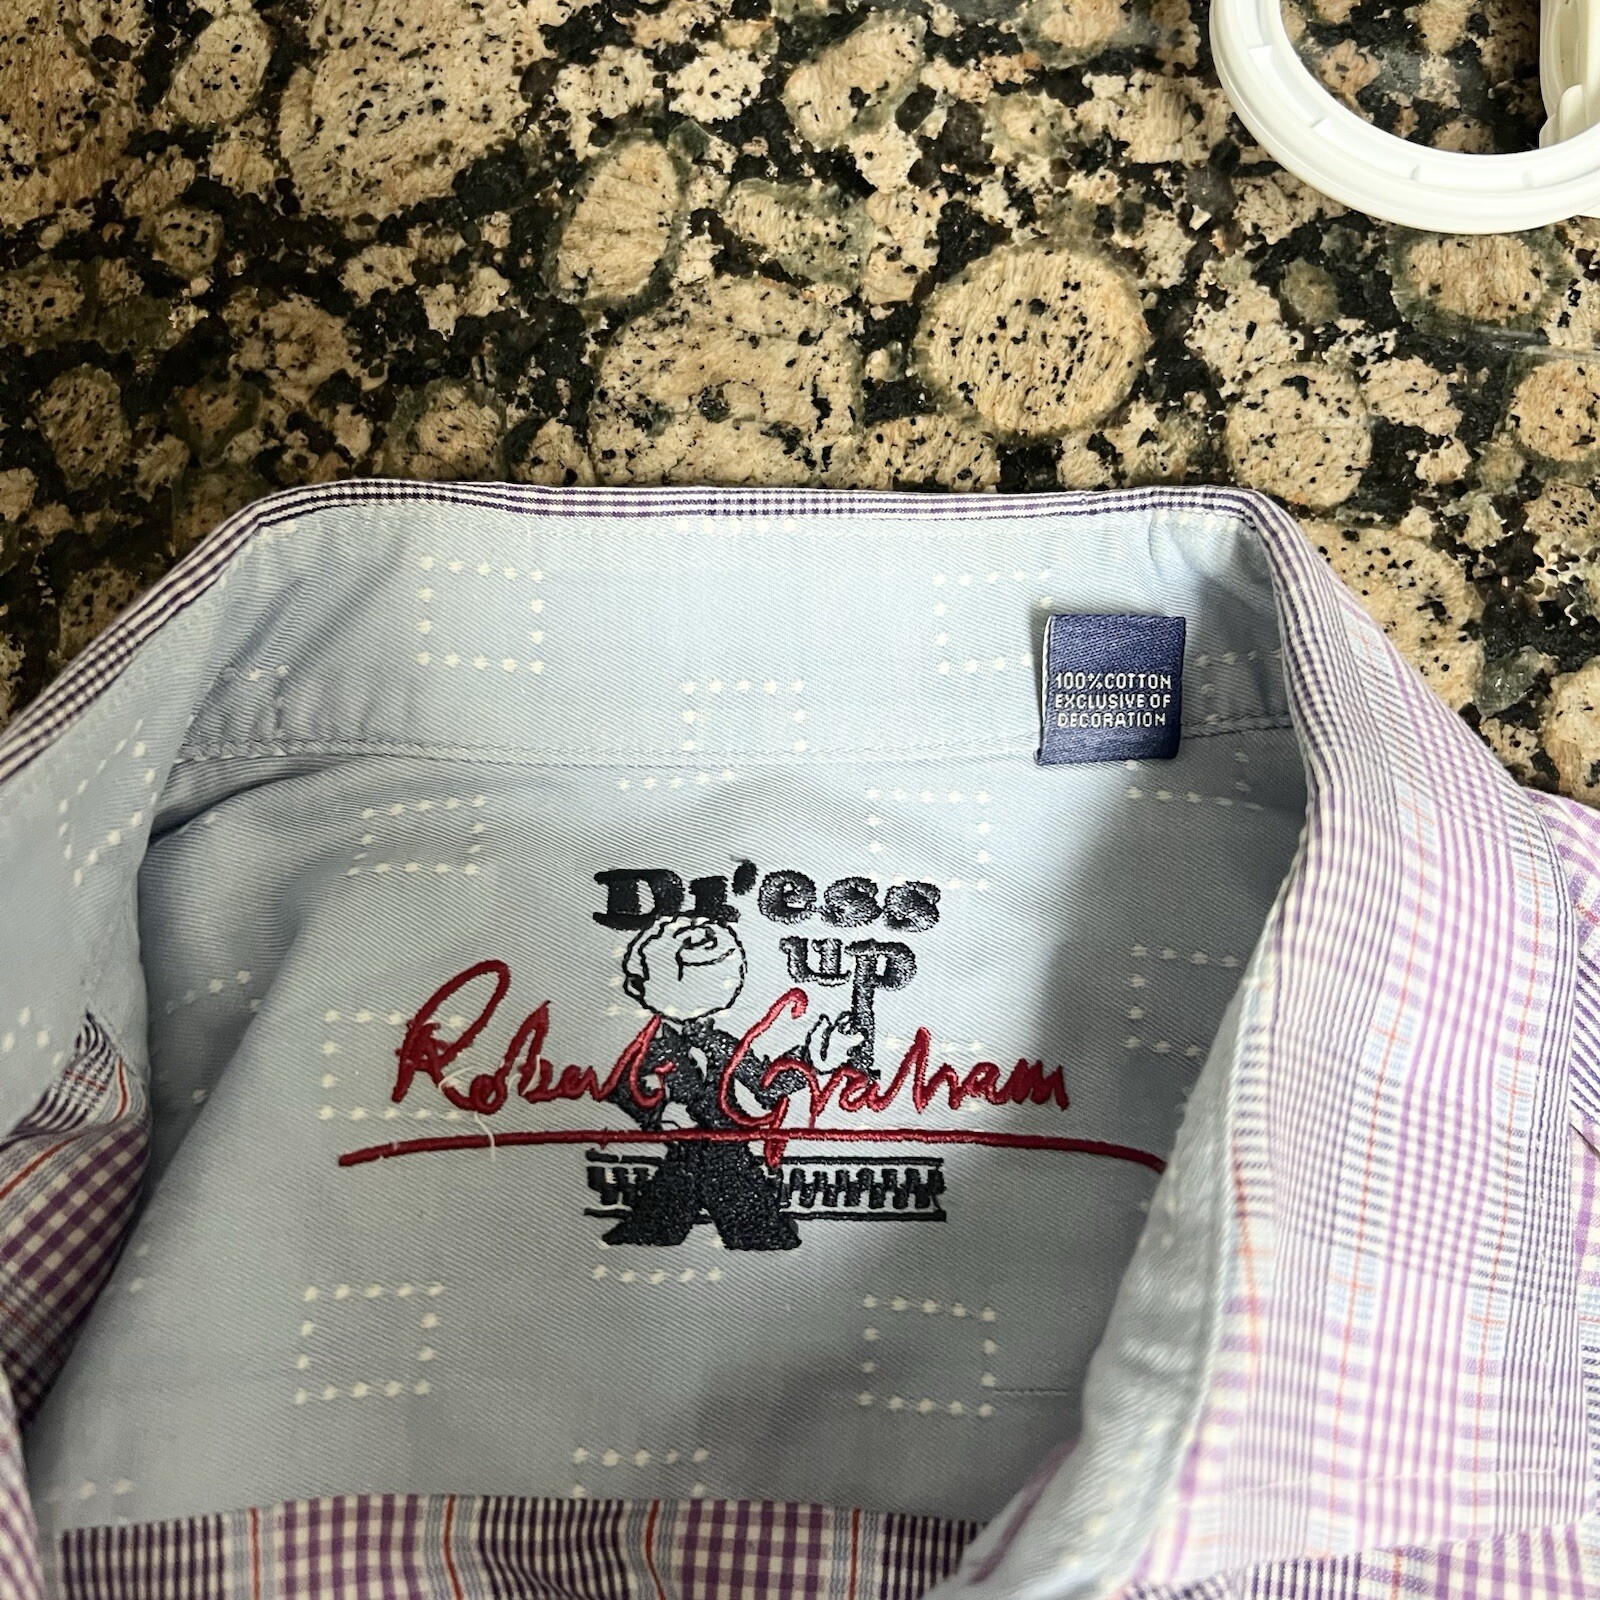 100% COTTON
EXCLUSIVE OF
DECORATION
Dress
up
Robert Graham